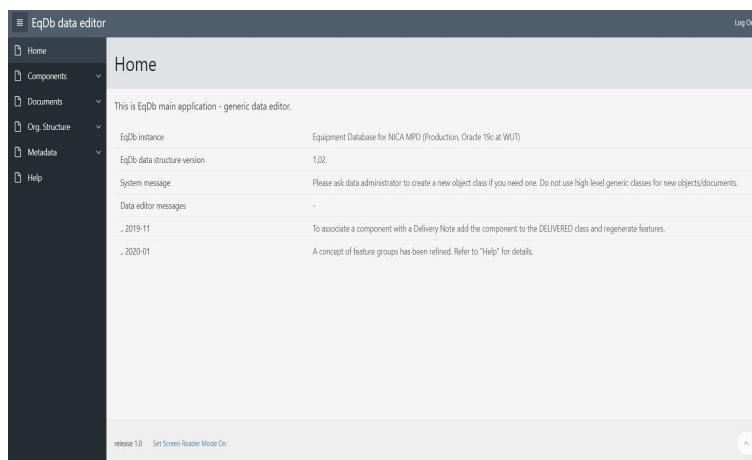 ≡ EqDb data editor
Log O
Home
Components
Documents
Org. Structure
Metadata
Help
Home
This is EqDb main application - generic data editor.
EqDb instance Equipment Database for NICA MPD (Production, Oracle 19c at WUT)
EqDb data structure version 1.02
System message Please ask data administrator to create a new object class if you need one. Do not use high level generic classes for new objects/documents.
Data editor messages -
.. 2019-11 To associate a component with a Delivery Note add the component to the DELIVERED class and regenerate features.
.. 2020-01 A concept of feature groups has been refined. Refer to "Help" for details.
release 1.0 Set Screen Reader Mode On